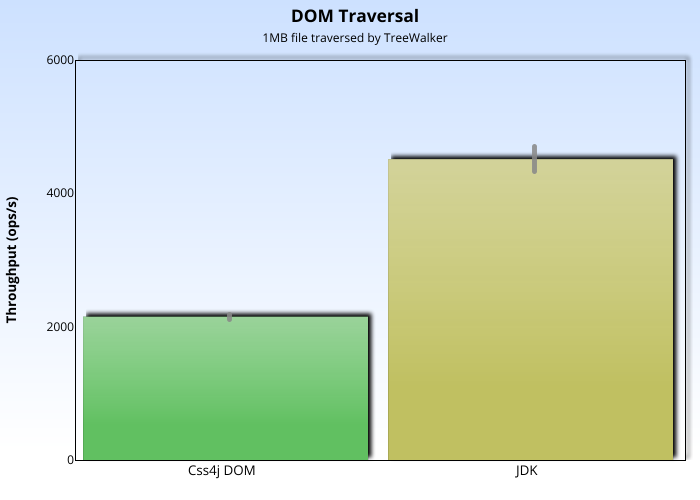 DOM Traversal
1MB file traversed by TreeWalker
Throughput (ops/s)
6000
4000
2000
0
Css4j DOM
JDK